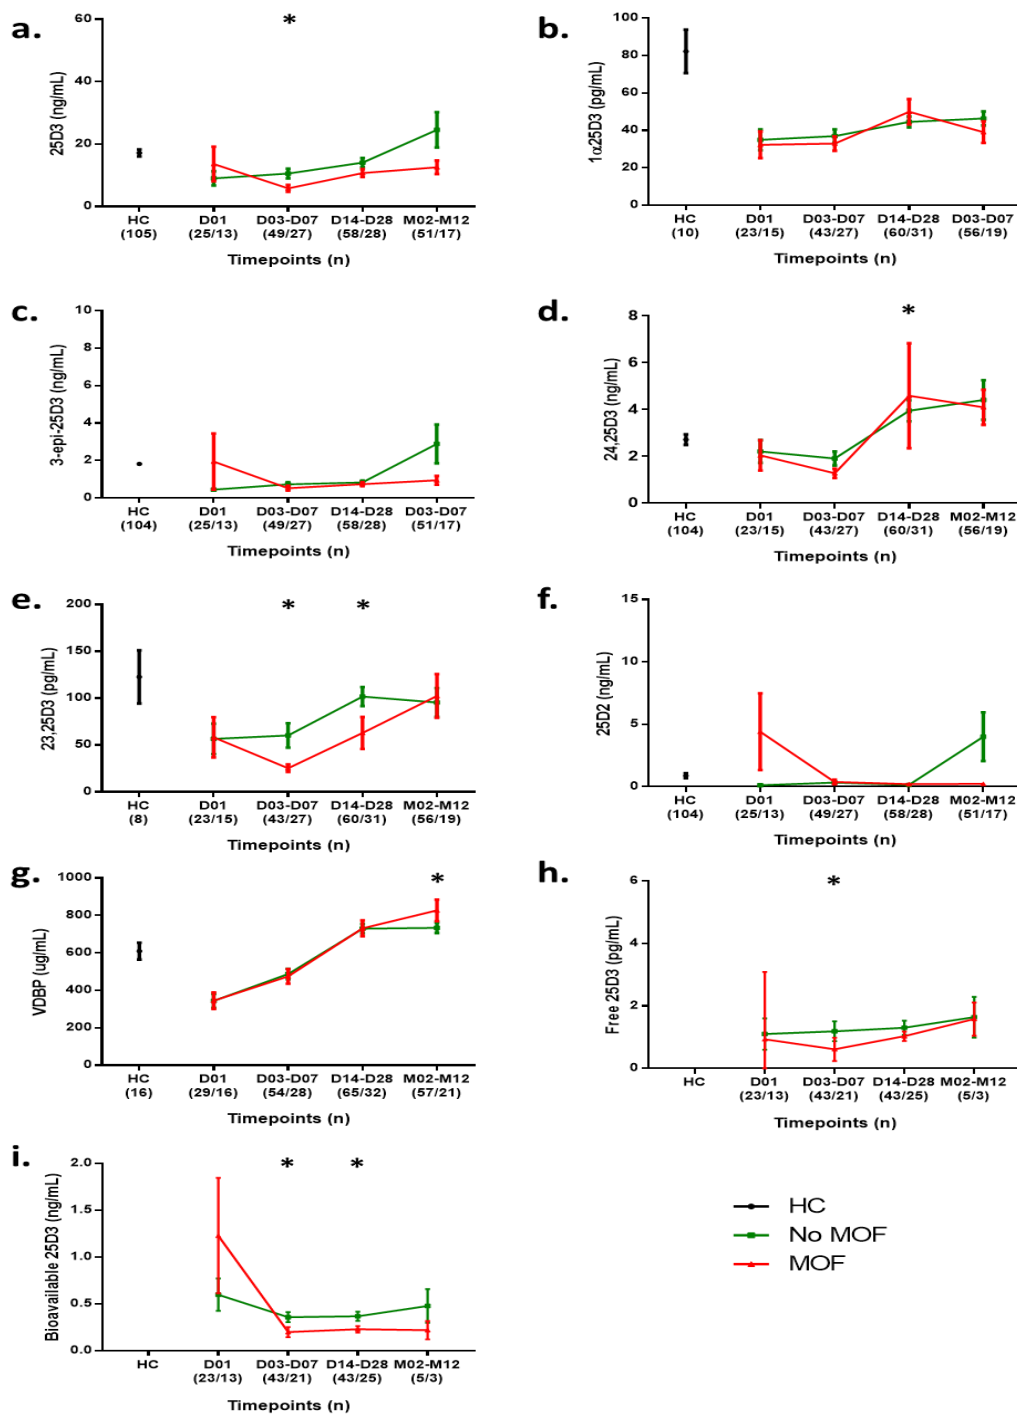 a.
*
25D3 (ng/mL)
60
40
20
0
HC D01 D03-D07 D14-D28 M02-M12
(105) (25/13) (49/27) (58/28) (51/17)
Timepoints (n)
b.
1α25D3 (pg/mL)
100
80
60
40
20
0
HC D01 D03-D07 D14-D28 D03-D07
(10) (23/15) (43/27) (60/31) (56/19)
Timepoints (n)
c.
3-epi-25D3 (ng/mL)
10
8
6
4
2
0
HC D01 D03-D07 D14-D28 D03-D07
(104) (25/13) (49/27) (58/28) (51/17)
Timepoints (n)
d.
*
24,25D3 (ng/mL)
8
6
4
2
0
HC D01 D03-D07 D14-D28 M02-M12
(104) (23/15) (43/27) (60/31) (56/19)
Timepoints (n)
e.
* *
23,25D3 (pg/mL)
200
150
100
50
0
HC D01 D03-D07 D14-D28 M02-M12
(8) (23/15) (43/27) (60/31) (56/19)
Timepoints (n)
f.
25D2 (ng/mL)
15
10
5
0
HC D01 D03-D07 D14-D28 M02-M12
(104) (25/13) (49/27) (58/28) (51/17)
Timepoints (n)
g.
*
VDBP (ug/mL)
1000
800
600
400
200
0
HC D01 D03-D07 D14-D28 M02-M12
(16) (29/16) (54/28) (65/32) (57/21)
Timepoints (n)
h.
*
Free 25D3 (pg/mL)
6
4
2
0
HC D01 D03-D07 D14-D28 M02-M12
(23/13) (43/21) (43/25) (5/3)
Timepoints (n)
i.
* *
Bioavailable 25D3 (ng/mL)
2.0
1.5
1.0
0.5
0.0
HC D01 D03-D07 D14-D28 M02-M12
(23/13) (43/21) (43/25) (5/3)
Timepoints (n)
HC
No MOF
MOF